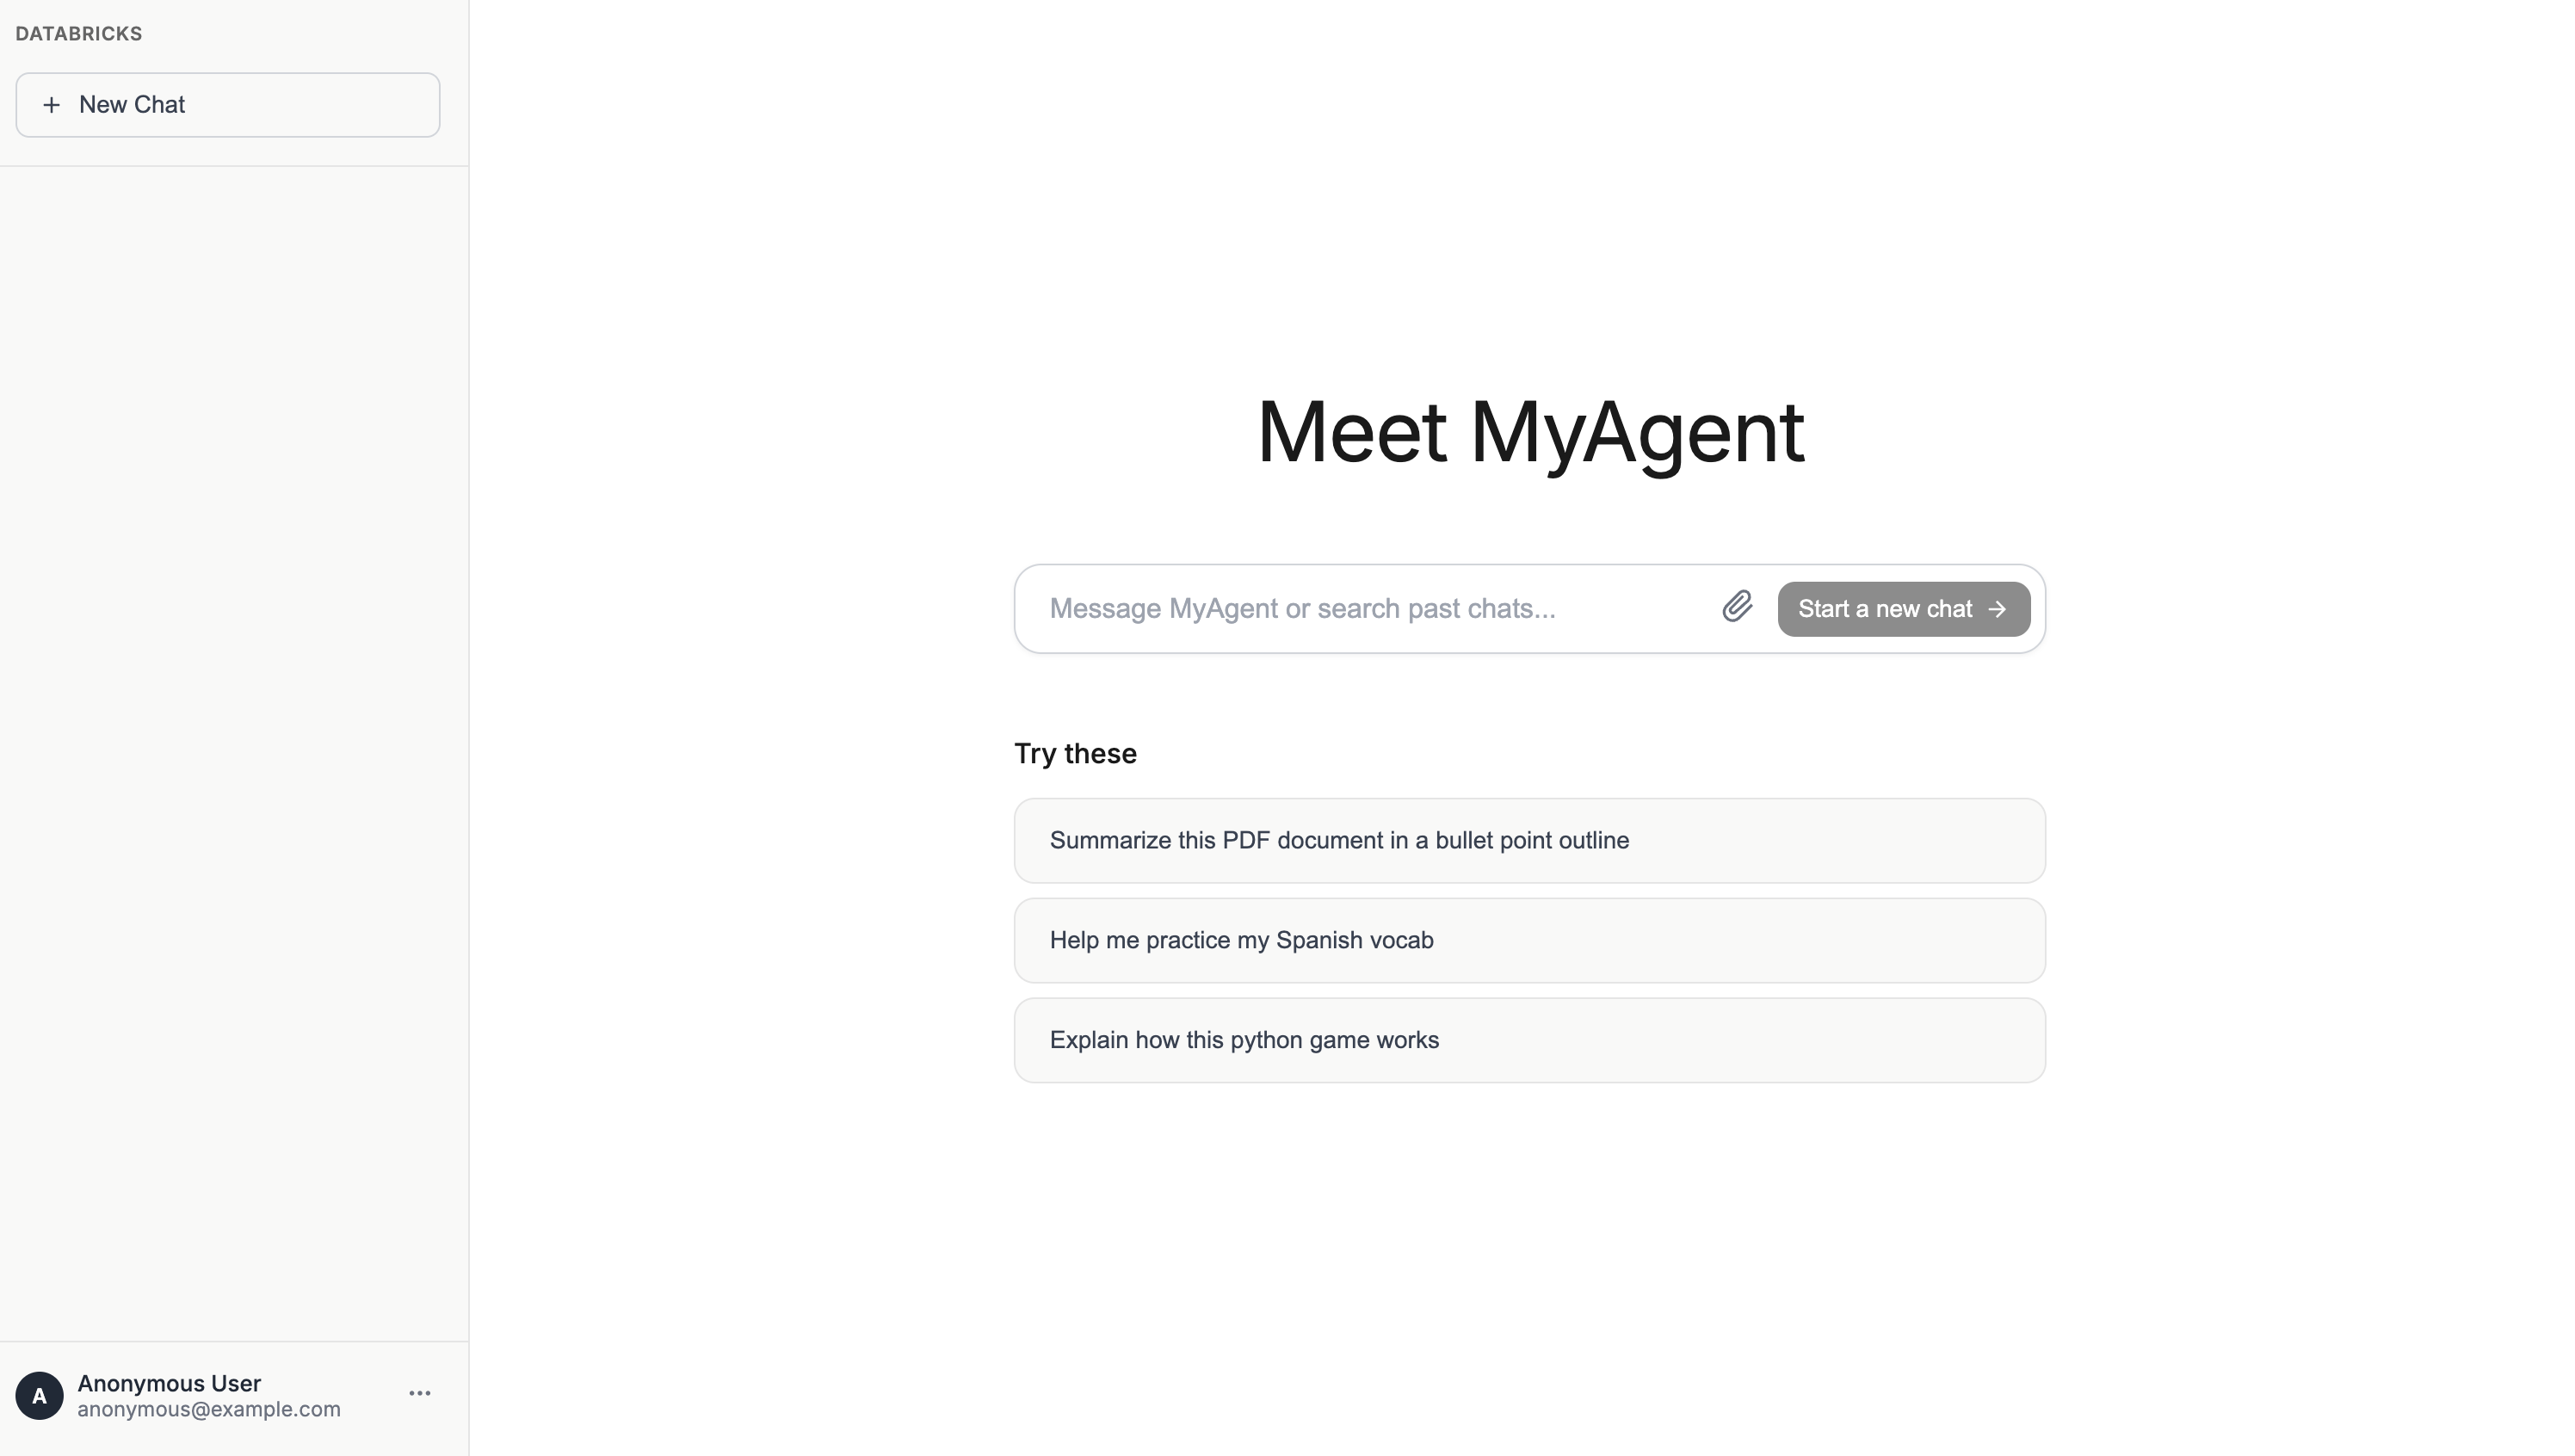 DATABRICKS
+ New Chat
Meet MyAgent
Message MyAgent or search past chats...
Start a new chat →
Try these
Summarize this PDF document in a bullet point outline
Help me practice my Spanish vocab
Explain how this python game works
A
Anonymous User
anonymous@example.com